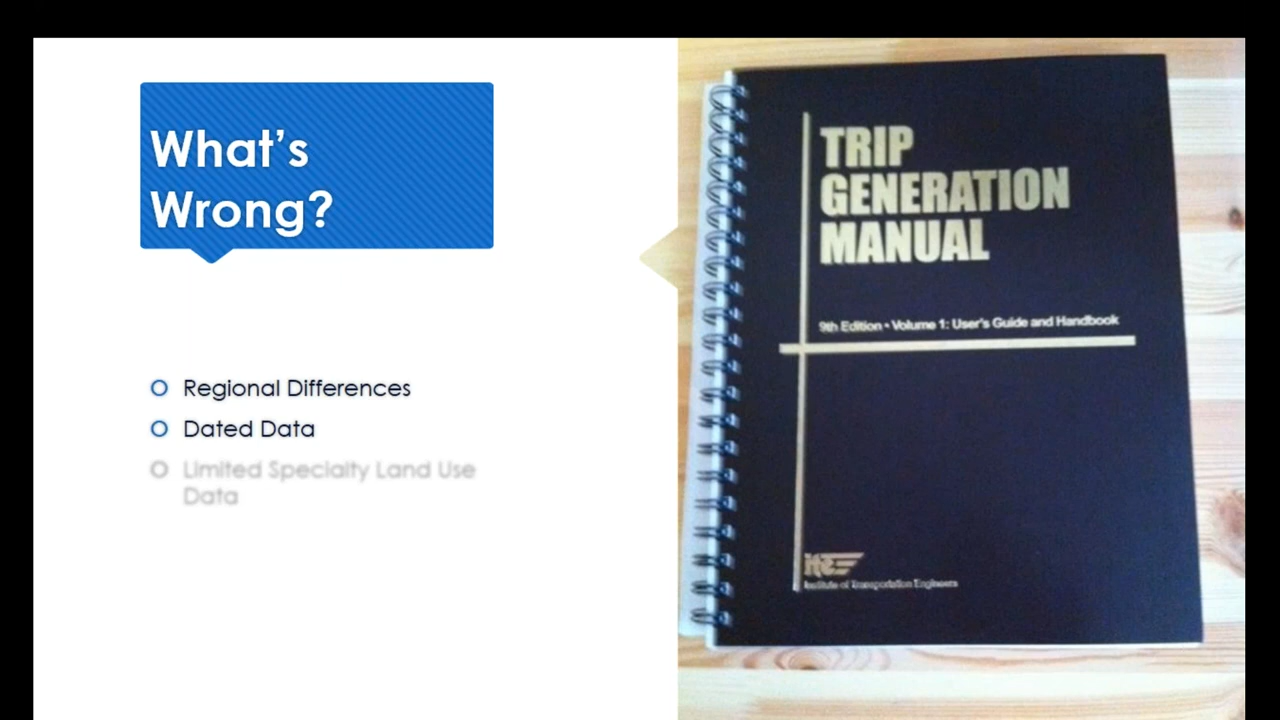 What's
Wrong?
Regional Differences
Dated Data
Limited Specialty Land Use
Data
TRIP
GENERATION
MANUAL
9th Edition • Volume 1: User's Guide and Handbook
ite
Institute of Transportation Engineers